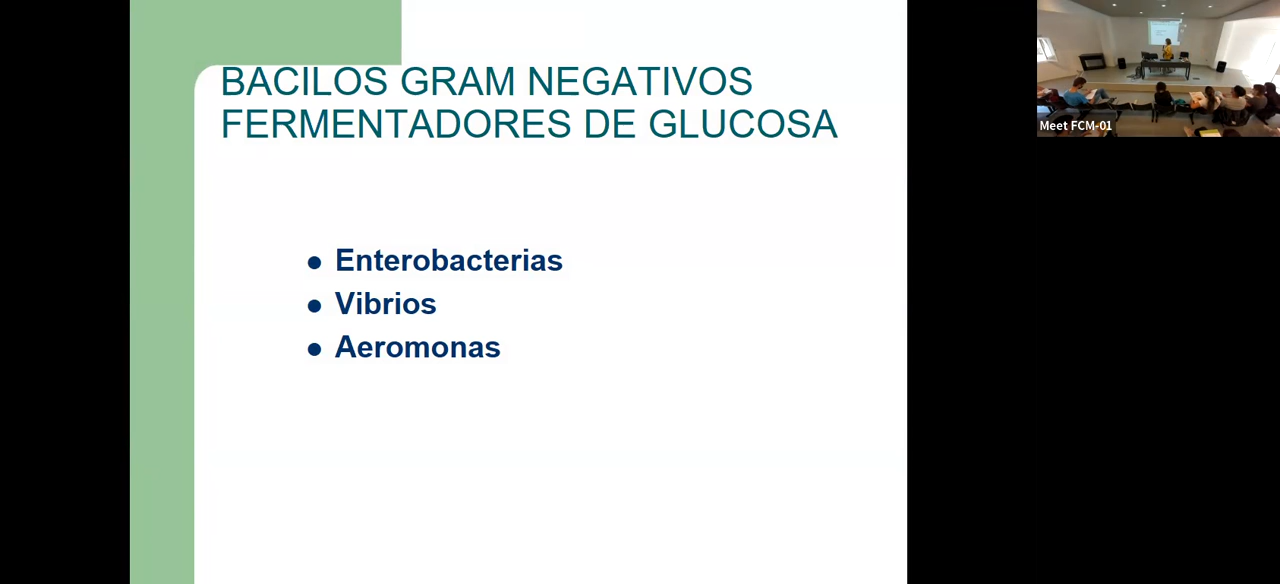 BACILOS GRAM NEGATIVOS
FERMENTADORES DE GLUCOSA
● Enterobacterias
● Vibrios
● Aeromonas
Meet FCM-01